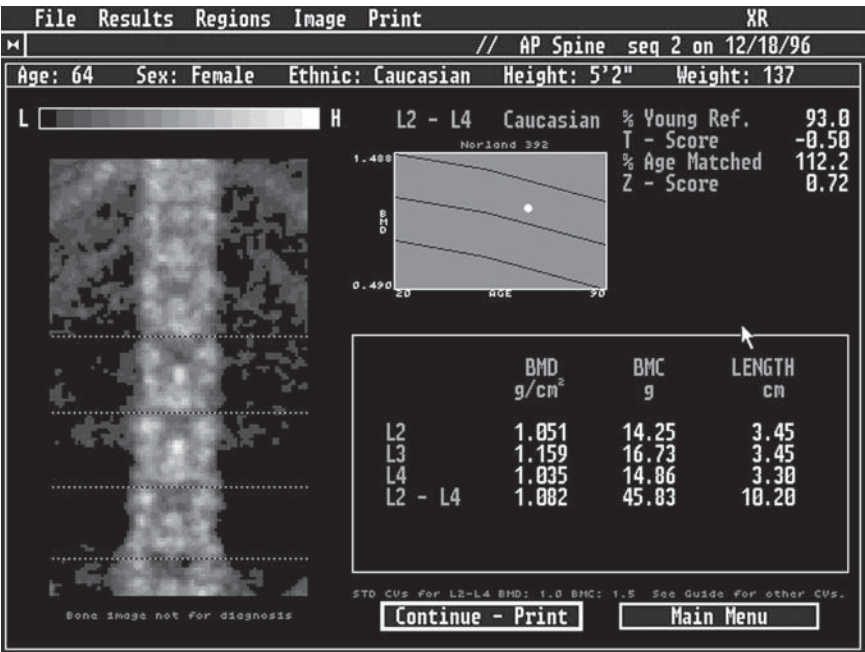 File Results Regions Image Print XR
// AP Spine seq 2 on 12/18/96
Age: 64 Sex: Female Ethnic: Caucasian Height: 5'2" Weight: 137
L H
L2 - L4 Caucasian
Norland 392
1.488
BMD
0.490
20 AGE 90
% Young Ref. 93.0
T - Score -0.50
% Age Matched 112.2
Z - Score 0.72
BMD BMC LENGTH
g/cm² g cm
L2 1.051 14.25 3.45
L3 1.159 16.73 3.45
L4 1.035 14.86 3.30
L2 - L4 1.082 45.83 10.20
STD CVs for L2-L4 BMD: 1.0 BMC: 1.5 See Guide for other CVs.
Bone image not for diagnosis
Continue - Print Main Menu